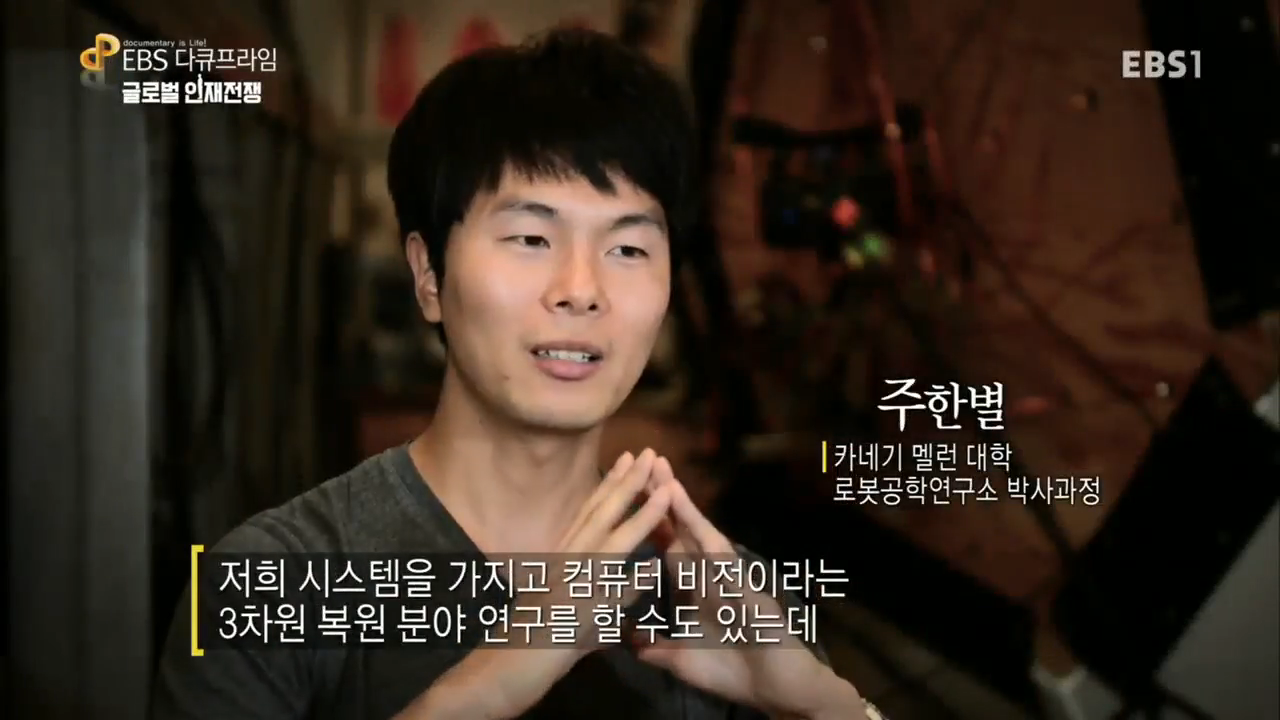 documentary is Life!
EBS 다큐프라임
글로벌 인재전쟁
EBS1
주한별
카네기 멜런 대학
로봇공학연구소 박사과정
저희 시스템을 가지고 컴퓨터 비전이라는
3차원 복원 분야 연구를 할 수도 있는데